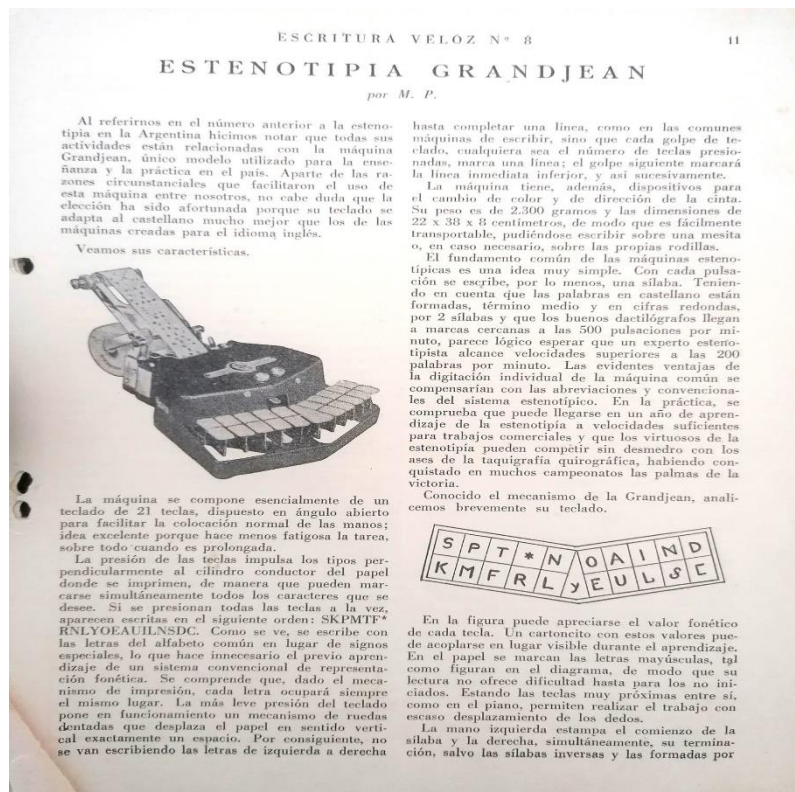 ESCRITURA VELOZ Nº 8
11
ESTENOTIPIA GRANDJEAN
por M. P.
Al referirnos en el número anterior a la esteno-
tipia en la Argentina hicimos notar que todas sus
actividades están relacionadas con la máquina
Grandjean, único modelo utilizado para la ense-
ñanza y la práctica en el país. Aparte de las ra-
zones circunstanciales que facilitaron el uso de
esta máquina entre nosotros, no cabe duda que la
elección ha sido afortunada porque su teclado se
adapta al castellano mucho mejor que los de las
máquinas creadas para el idioma inglés.
Veamos sus características.
La máquina se compone esencialmente de un
teclado de 21 teclas, dispuesto en ángulo abierto
para facilitar la colocación normal de las manos;
idea excelente porque hace menos fatigosa la tarea,
sobre todo cuando es prolongada.
La presión de las teclas impulsa los tipos per-
pendicularmente al cilindro conductor del papel
donde se imprimen, de manera que pueden mar-
carse simultáneamente todos los caracteres que se
desee. Si se presionan todas las teclas a la vez,
aparecen escritas en el siguiente orden: SKPMTF*
RNLYOEAUILNSDC. Como se ve, se escribe con
las letras del alfabeto común en lugar de signos
especiales, lo que hace innecesario el previo apren-
dizaje de un sistema convencional de representa-
ción fonética. Se comprende que, dado el meca-
nismo de impresión, cada letra ocupará siempre
el mismo lugar. La más leve presión del teclado
pone en funcionamiento un mecanismo de ruedas
dentadas que desplaza el papel en sentido verti-
cal exactamente un espacio. Por consiguiente, no
se van escribiendo las letras de izquierda a derecha
hasta completar una línea, como en las comunes
máquinas de escribir, sino que cada golpe de te-
clado, cualquiera sea el número de teclas presio-
nadas, marca una línea; el golpe siguiente marcará
la línea inmediata inferior, y así sucesivamente.
La máquina tiene, además, dispositivos para
el cambio de color y de dirección de la cinta.
Su peso es de 2.300 gramos y las dimensiones de
22 x 38 x 8 centímetros, de modo que es fácilmente
transportable, pudiéndose escribir sobre una mesita
o, en caso necesario, sobre las propias rodillas.
El fundamento común de las máquinas esteno-
típicas es una idea muy simple. Con cada pulsa-
ción se escribe, por lo menos, una sílaba. Tenien-
do en cuenta que las palabras en castellano están
formadas, término medio y en cifras redondas,
por 2 sílabas y que los buenos dactilógrafos llegan
a marcas cercanas a las 500 pulsaciones por mi-
nuto, parece lógico esperar que un experto esteno-
tipista alcance velocidades superiores a las 200
palabras por minuto. Las evidentes ventajas de
la digitación individual de la máquina común se
compensarían con las abreviaciones y convenciona-
les del sistema estenotípico. En la práctica, se
comprueba que puede llegarse en un año de apren-
dizaje de la estenotipía a velocidades suficientes
para trabajos comerciales y que los virtuosos de la
estenotipía pueden competir sin desmedro con los
ases de la taquigrafía quirográfica, habiendo con-
quistado en muchos campeonatos las palmas de la
victoria.
Conocido el mecanismo de la Grandjean, anali-
cemos brevemente su teclado.
S P T * N O A I N D
K M F R L y E U L S C
En la figura puede apreciarse el valor fonético
de cada tecla. Un cartoncito con estos valores pue-
de acoplarse en lugar visible durante el aprendizaje.
En el papel se marcan las letras mayúsculas, tal
como figuran en el diagrama, de modo que su
lectura no ofrece dificultad hasta para los no ini-
ciados. Estando las teclas muy próximas entre sí,
como en el piano, permiten realizar el trabajo con
escaso desplazamiento de los dedos.
La mano izquierda estampa el comienzo de la
sílaba y la derecha, simultáneamente, su termina-
ción, salvo las sílabas inversas y las formadas por